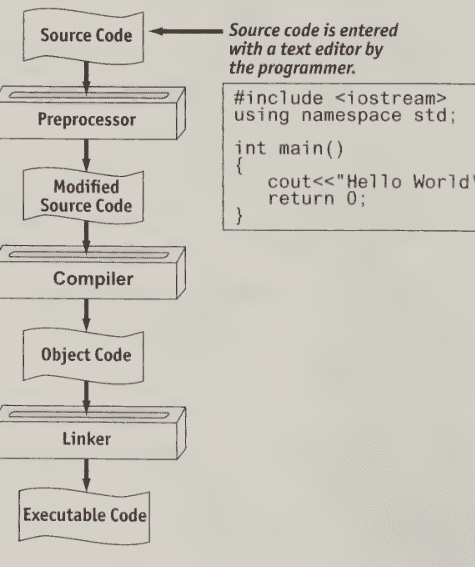 Source Code
Source code is entered
with a text editor by
the programmer.
#include <iostream>
using namespace std;
int main()
{
cout<<"Hello World\
return 0;
}
Preprocessor
Modified
Source Code
Compiler
Object Code
Linker
Executable Code